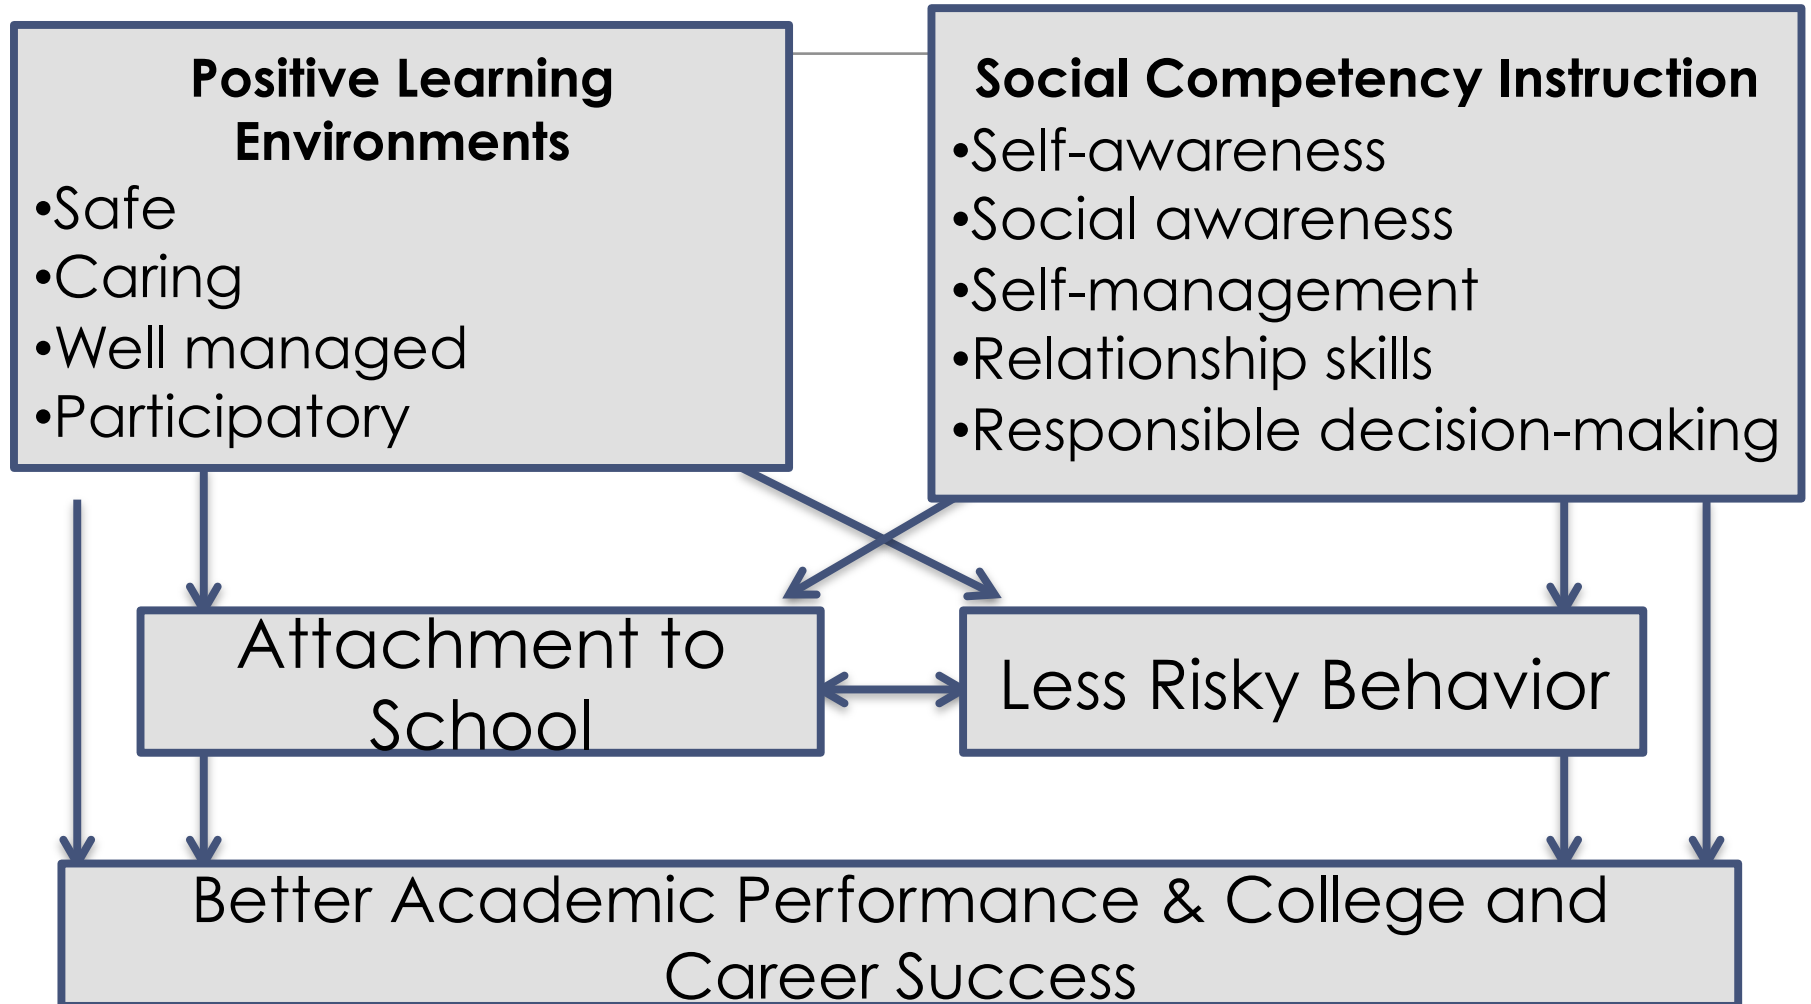 Positive Learning
Environments
•Safe
•Caring
•Well managed
•Participatory
Social Competency Instruction
•Self-awareness
•Social awareness
•Self-management
•Relationship skills
•Responsible decision-making
Attachment to
School
Less Risky Behavior
Better Academic Performance & College and
Career Success